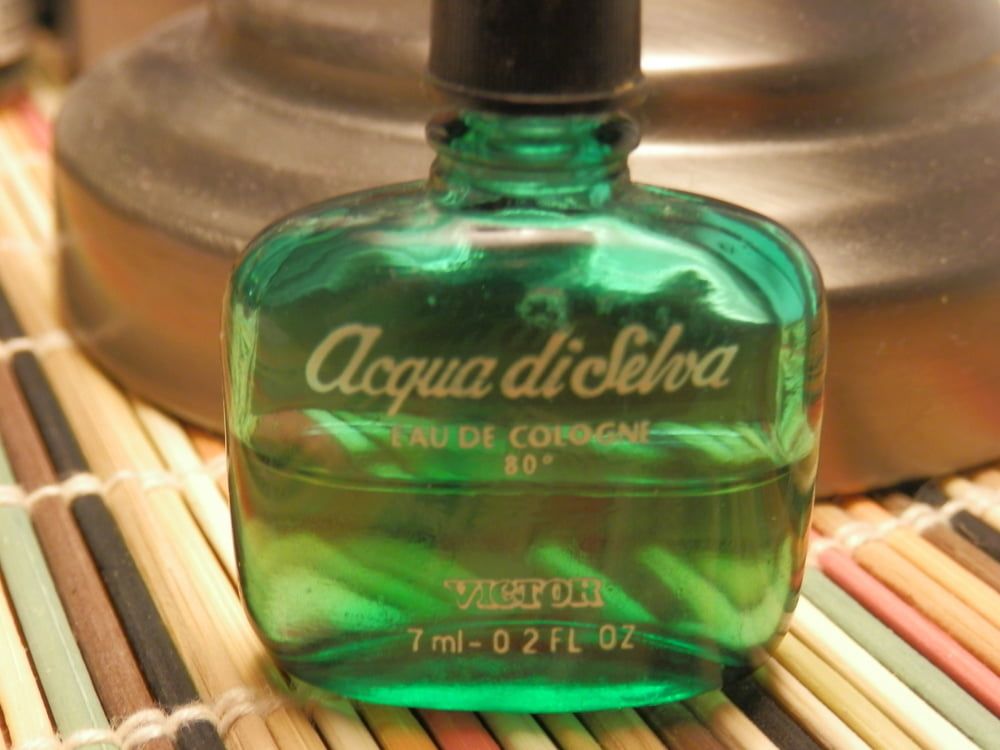 Acqua di Selva
EAU DE COLOGNE
80°
VICTOR
7 ml - 0 2 FL OZ